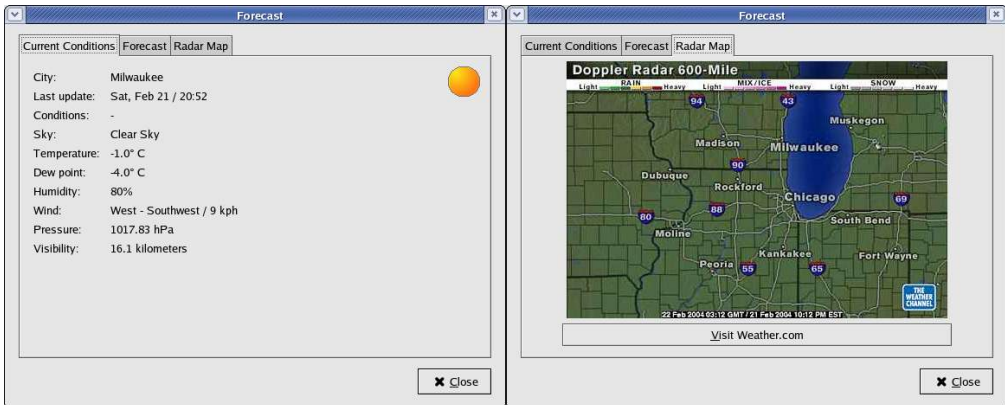 Forecast
Current Conditions Forecast Radar Map
City: Milwaukee
Last update: Sat, Feb 21 / 20:52
Conditions: -
Sky: Clear Sky
Temperature: -1.0° C
Dew point: -4.0° C
Humidity: 80%
Wind: West - Southwest / 9 kph
Pressure: 1017.83 hPa
Visibility: 16.1 kilometers
Close
Forecast
Current Conditions Forecast Radar Map
Doppler Radar 600-Mile
RAIN MIX/ICE SNOW
Light Heavy Light Heavy Light Heavy
94 43
Muskegon
Madison Milwaukee
90
Dubuque
Rockford
Chicago 69
88
80 South Bend
Moline
Kankakee Fort Wayne
Peoria 55 65
THE WEATHER CHANNEL
22 Feb 2004 03:12 GMT / 21 Feb 2004 10:12 PM EST
Visit Weather.com
Close